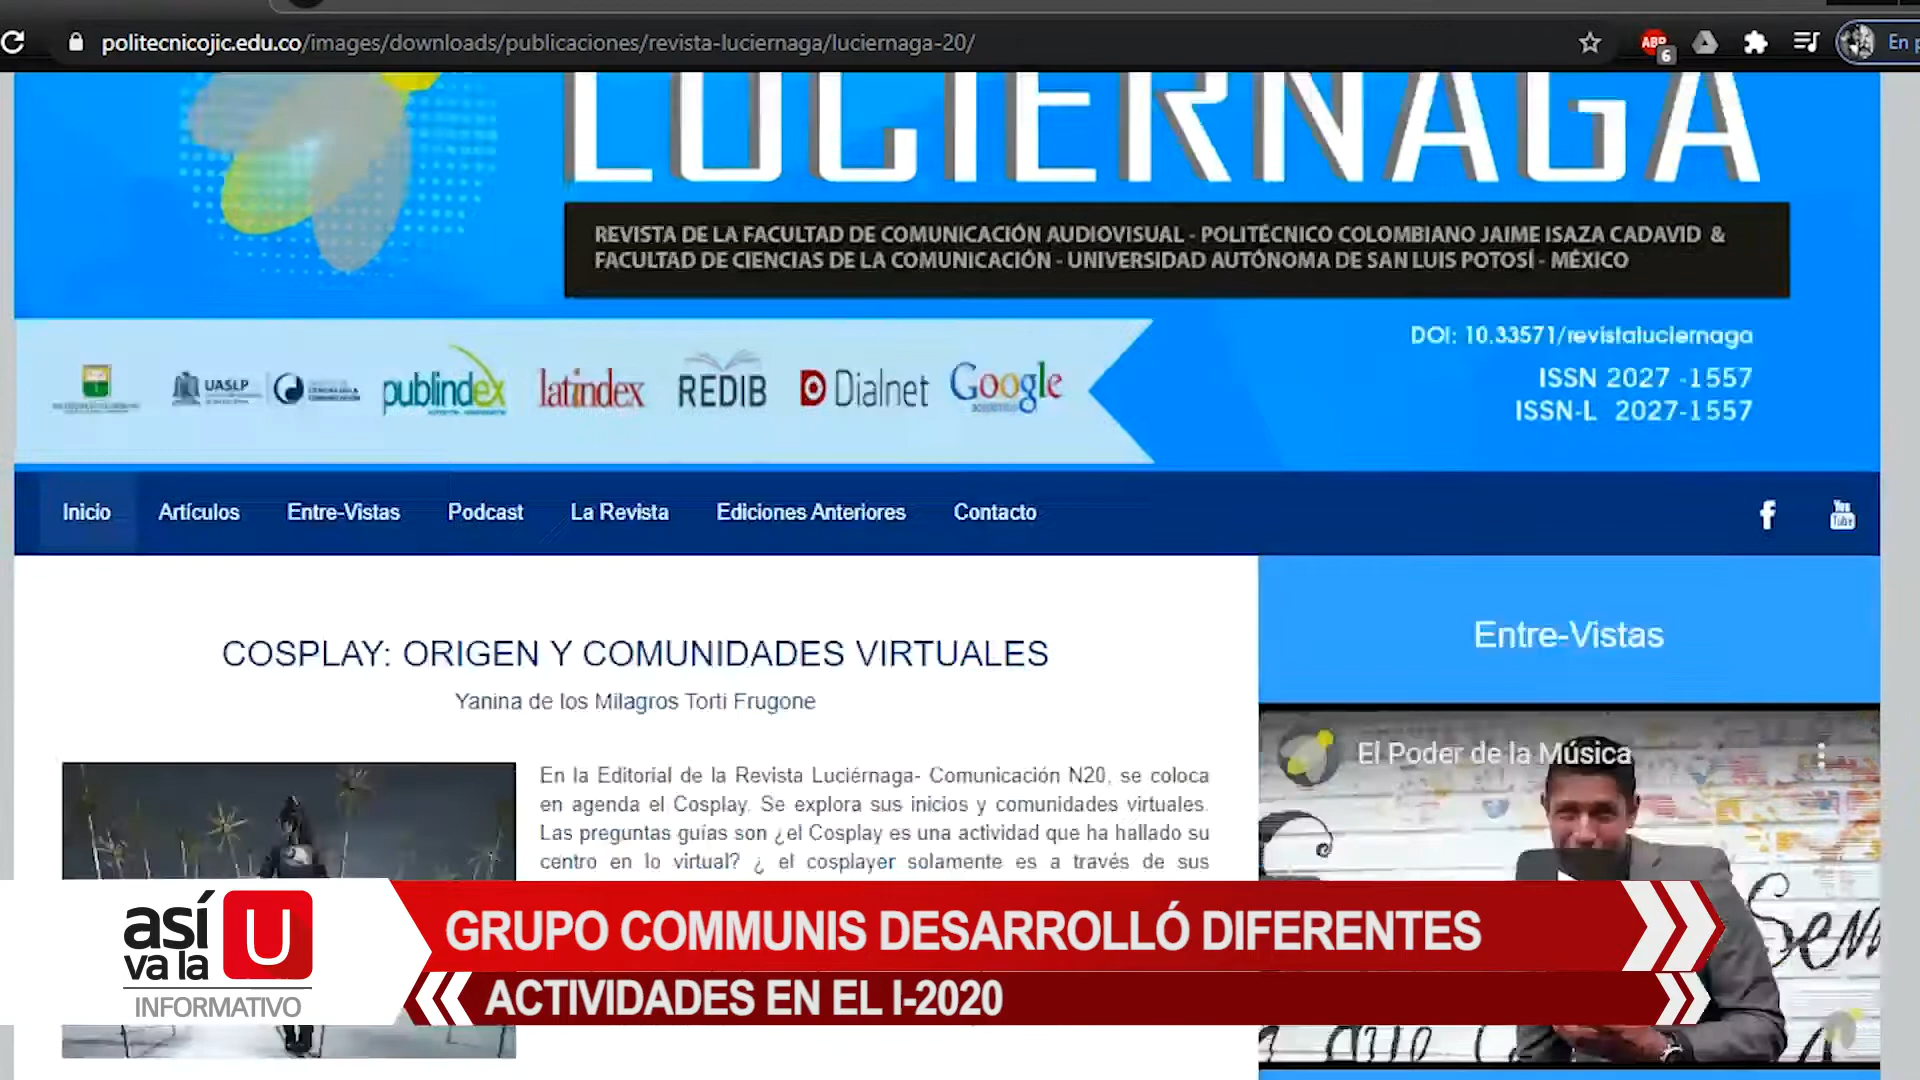 politecnicojic.edu.co/images/downloads/publicaciones/revista-luciernaga/luciernaga-20/
ABP
6
En p
LUCIERNAGA
REVISTA DE LA FACULTAD DE COMUNICACIÓN AUDIOVISUAL - POLITÉCNICO COLOMBIANO JAIME ISAZA CADAVID &
FACULTAD DE CIENCIAS DE LA COMUNICACIÓN - UNIVERSIDAD AUTÓNOMA DE SAN LUIS POTOSÍ - MÉXICO
DOI: 10.33571/revistaluciernaga
ISSN 2027 -1557
ISSN-L 2027-1557
UASLP
publindex
latindex
REDIB
Dialnet
Google
Inicio
Artículos
Entre-Vistas
Podcast
La Revista
Ediciones Anteriores
Contacto
You
Tube
COSPLAY: ORIGEN Y COMUNIDADES VIRTUALES
Yanina de los Milagros Torti Frugone
En la Editorial de la Revista Luciérnaga- Comunicación N20, se coloca
en agenda el Cosplay. Se explora sus inicios y comunidades virtuales.
Las preguntas guías son ¿el Cosplay es una actividad que ha hallado su
centro en lo virtual? ¿ el cosplayer solamente es a través de sus
Entre-Vistas
El Poder de la Música
Sem
así
va la
U
INFORMATIVO
GRUPO COMMUNIS DESARROLLÓ DIFERENTES
ACTIVIDADES EN EL I-2020